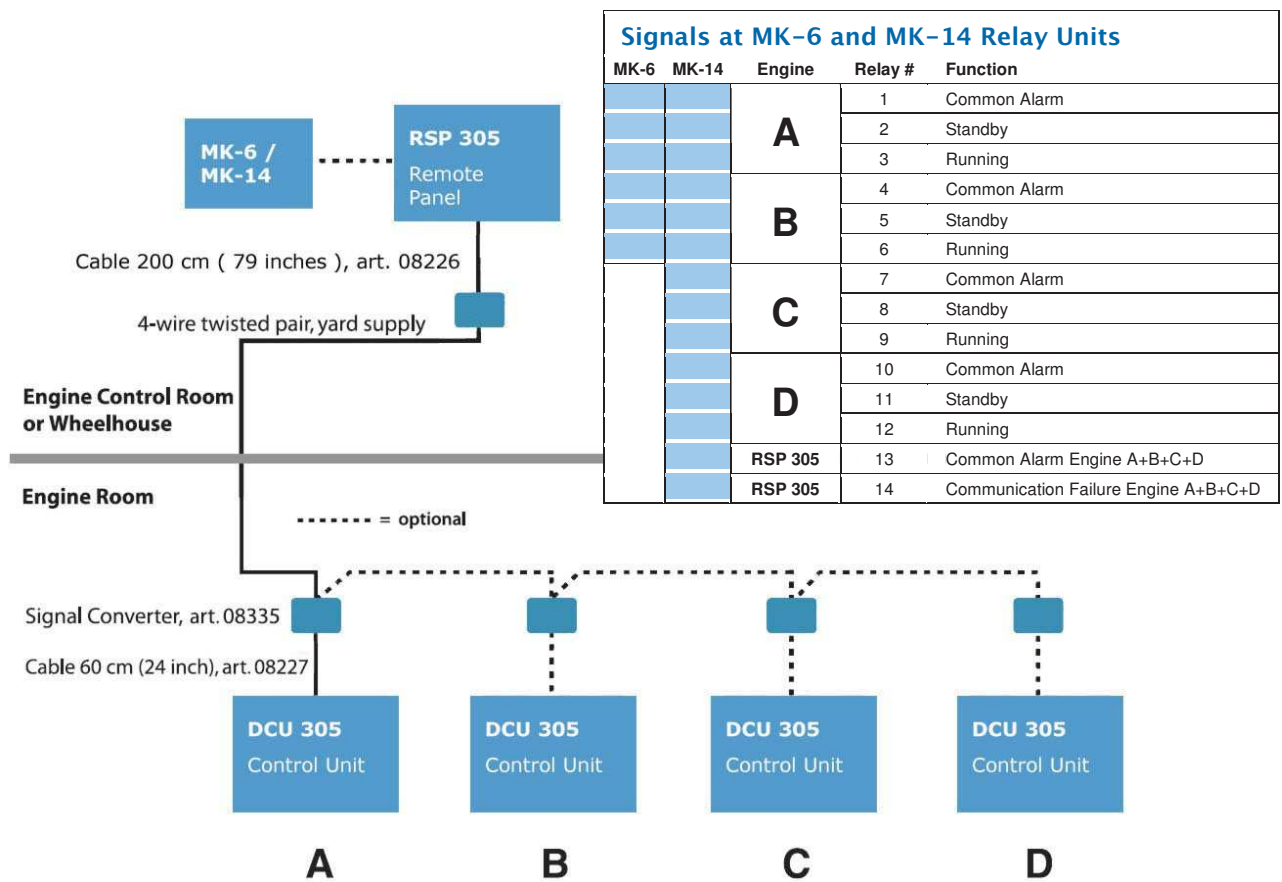 Signals at MK-6 and MK-14 Relay Units
MK-6 MK-14 Engine Relay # Function
A
1 Common Alarm
2 Standby
3 Running
B
4 Common Alarm
5 Standby
6 Running
C
7 Common Alarm
8 Standby
9 Running
D
10 Common Alarm
11 Standby
12 Running
RSP 305 13 Common Alarm Engine A+B+C+D
RSP 305 14 Communication Failure Engine A+B+C+D
MK-6 /
MK-14
RSP 305
Remote
Panel
Cable 200 cm ( 79 inches ), art. 08226
4-wire twisted pair, yard supply
Engine Control Room
or Wheelhouse
Engine Room
= optional
Signal Converter, art. 08335
Cable 60 cm (24 inch), art. 08227
DCU 305
Control Unit
DCU 305
Control Unit
DCU 305
Control Unit
DCU 305
Control Unit
A B C D